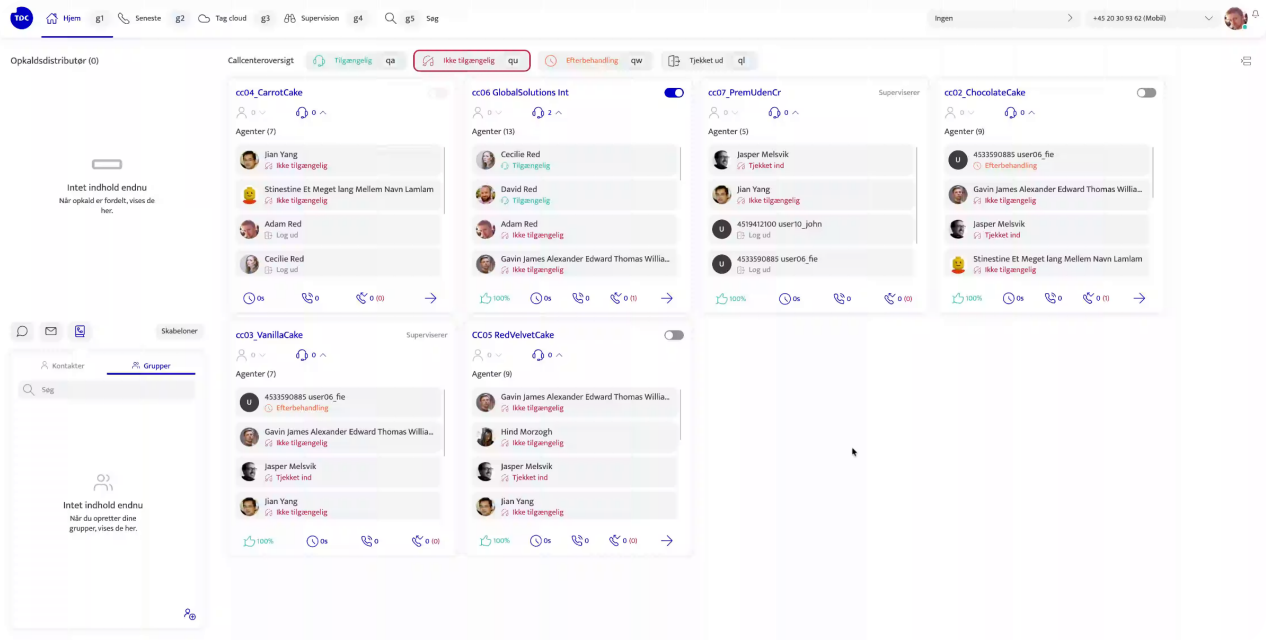 TDC Hjem g1 Seneste g2 Tag cloud g3 Supervision g4 g5 Søg Ingen +45 20 30 93 62 (Mobil)
Opkaldsdistributør (0)
Intet indhold endnu
Når opkald er fordelt, vises de
her.
Skabeloner
Kontakter Grupper
Søg
Intet indhold endnu
Når du opretter dine
grupper, vises de her.
Callcenteroversigt Tilgængelig qa Ikke tilgængelig qu Efterbehandling qw Tjekket ud ql
cc04_CarrotCake
0 0
Agenter (7)
Jian Yang
Ikke tilgængelig
Stinestine Et Meget lang Mellem Navn Lamlam
Ikke tilgængelig
Adam Red
Log ud
Cecilie Red
Log ud
0s 0 0 (0)
cc06 GlobalSolutions Int
0 2
Agenter (13)
Cecilie Red
Tilgængelig
David Red
Tilgængelig
Adam Red
Ikke tilgængelig
Gavin James Alexander Edward Thomas Willia...
Ikke tilgængelig
100% 0s 0 0 (1)
cc07_PremUdenCr Superviserer
0 0
Agenter (5)
Jasper Melsvik
Tjekket ind
Jian Yang
Ikke tilgængelig
4519412100 user10_john
Log ud
U 4533590885 user06_fie
Log ud
100% 0s 0 0 (0)
cc02_ChocolateCake
0 0
Agenter (9)
U 4533590885 user06_fie
Efterbehandling
Gavin James Alexander Edward Thomas Willia...
Ikke tilgængelig
Jasper Melsvik
Tjekket ind
Stinestine Et Meget lang Mellem Navn Lamlam
Ikke tilgængelig
100% 0s 0 0 (1)
cc03_VanillaCake Superviserer
0 0
Agenter (7)
U 4533590885 user06_fie
Efterbehandling
Gavin James Alexander Edward Thomas Willia...
Ikke tilgængelig
Jasper Melsvik
Tjekket ind
Jian Yang
Ikke tilgængelig
100% 0s 0 0 (0)
CC05 RedVelvetCake
0 0
Agenter (9)
Gavin James Alexander Edward Thomas Willia...
Ikke tilgængelig
Hind Morzogh
Ikke tilgængelig
Jasper Melsvik
Tjekket ind
Jian Yang
Ikke tilgængelig
100% 0s 0 0 (0)